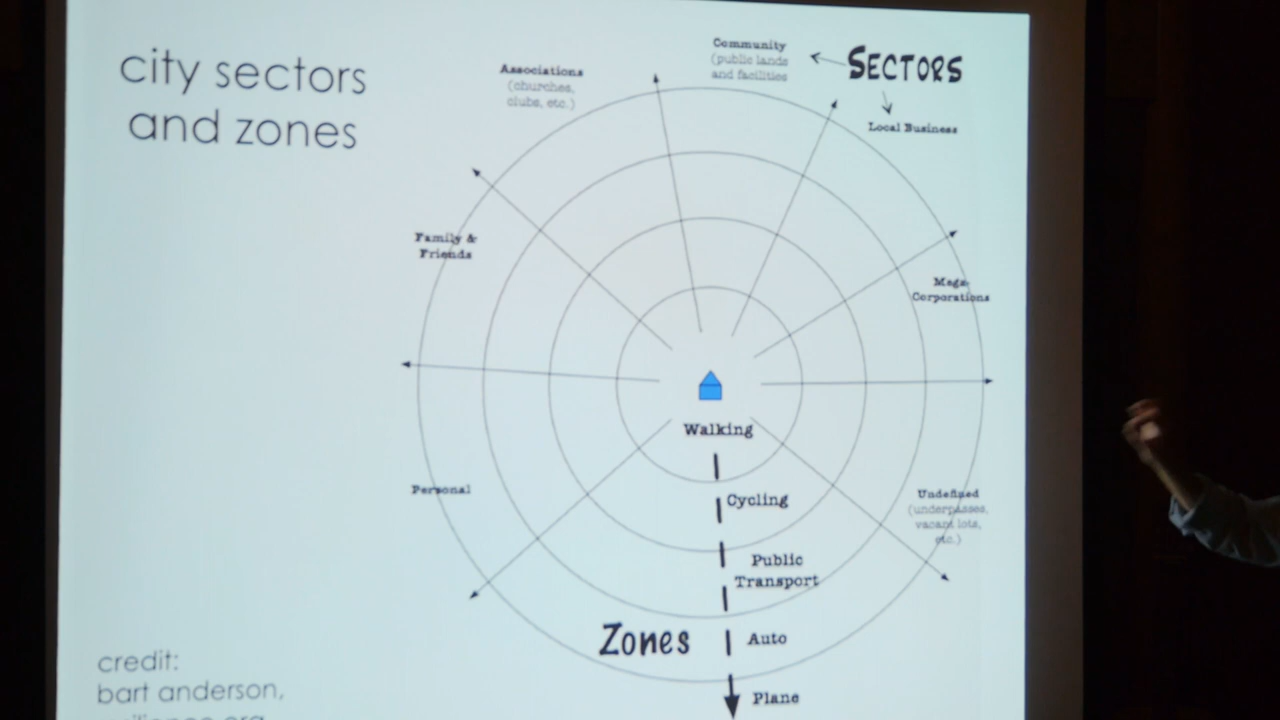 city sectors
and zones
Community
(public lands
and facilities
SECTORS
Local Business
Associations
(churches,
clubs, etc.)
Family &
Friends
Mega-
Corporations
Walking
Cycling
Personal
Undefined
(underpasses,
vacant lots,
etc.)
Public
Transport
Zones
Auto
Plane
credit:
bart anderson,